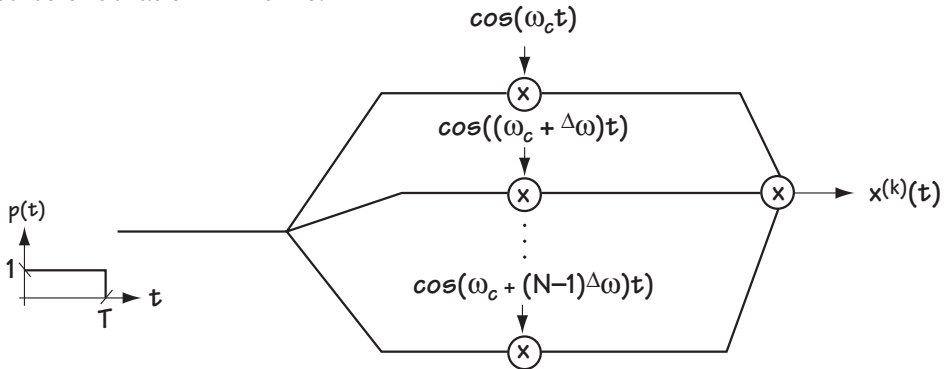 cos(ω_c t)
x
cos((ω_c + Δω)t)
x
x
x^(k)(t)
p(t)
1
t
T
cos(ω_c + (N–1)Δω)t)
x